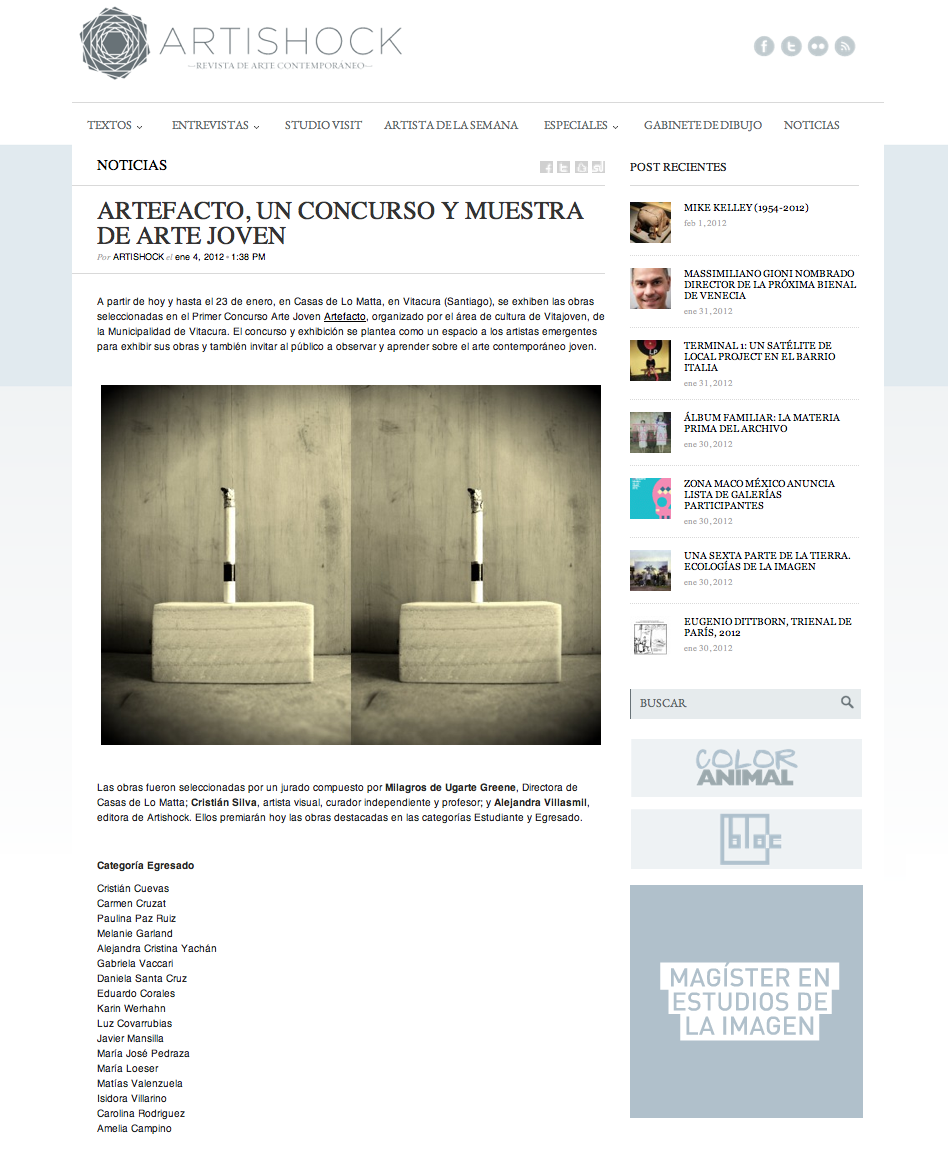 ARTISHOCK
—REVISTA DE ARTE CONTEMPORÁNEO—
TEXTOS ENTREVISTAS STUDIO VISIT ARTISTA DE LA SEMANA ESPECIALES GABINETE DE DIBUJO NOTICIAS
NOTICIAS
ARTEFACTO, UN CONCURSO Y MUESTRA
DE ARTE JOVEN
Por ARTISHOCK el ene 4, 2012 • 1:38 PM
A partir de hoy y hasta el 23 de enero, en Casas de Lo Matta, en Vitacura (Santiago), se exhiben las obras
seleccionadas en el Primer Concurso Arte Joven Artefacto, organizado por el área de cultura de Vitajoven, de
la Municipalidad de Vitacura. El concurso y exhibición se plantea como un espacio a los artistas emergentes
para exhibir sus obras y también invitar al público a observar y aprender sobre el arte contemporáneo joven.
Las obras fueron seleccionadas por un jurado compuesto por Milagros de Ugarte Greene, Directora de
Casas de Lo Matta; Cristián Silva, artista visual, curador independiente y profesor; y Alejandra Villasmil,
editora de Artishock. Ellos premiarán hoy las obras destacadas en las categorías Estudiante y Egresado.
Categoría Egresado
Cristián Cuevas
Carmen Cruzat
Paulina Paz Ruiz
Melanie Garland
Alejandra Cristina Yachán
Gabriela Vaccari
Daniela Santa Cruz
Eduardo Corales
Karin Werhahn
Luz Covarrubias
Javier Mansilla
María José Pedraza
María Loeser
Matías Valenzuela
Isidora Villarino
Carolina Rodriguez
Amelia Campino
POST RECIENTES
MIKE KELLEY (1954-2012)
feb 1, 2012
MASSIMILIANO GIONI NOMBRADO
DIRECTOR DE LA PRÓXIMA BIENAL
DE VENECIA
ene 31, 2012
TERMINAL 1: UN SATÉLITE DE
LOCAL PROJECT EN EL BARRIO
ITALIA
ene 31, 2012
ÁLBUM FAMILIAR: LA MATERIA
PRIMA DEL ARCHIVO
ene 30, 2012
ZONA MACO MÉXICO ANUNCIA
LISTA DE GALERÍAS
PARTICIPANTES
ene 30, 2012
UNA SEXTA PARTE DE LA TIERRA.
ECOLOGÍAS DE LA IMAGEN
ene 30, 2012
EUGENIO DITTBORN, TRIENAL DE
PARÍS, 2012
ene 30, 2012
BUSCAR
COLOR
ANIMAL
bloc
MAGÍSTER EN
ESTUDIOS DE
LA IMAGEN